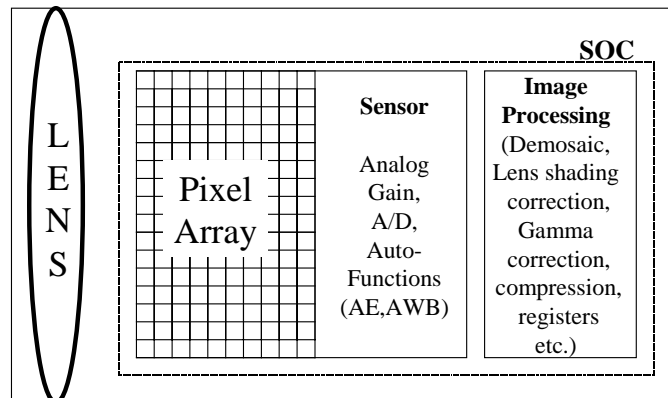 L
E
N
S
SOC
Pixel
Array
Sensor
Analog
Gain,
A/D,
Auto-
Functions
(AE,AWB)
Image
Processing
(Demosaic,
Lens shading
correction,
Gamma
correction,
compression,
registers
etc.)